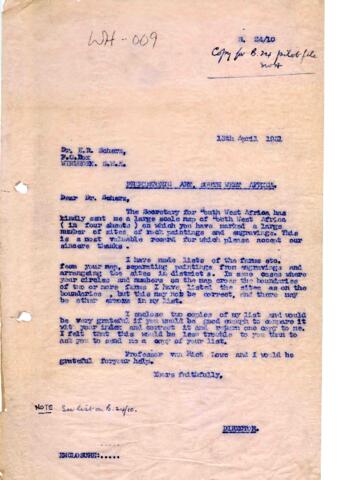 WH-009
B. 24/10
Copy for B.24 pilot file
13th April 1951
Dr. E.R. Scherz,
P.O.Box
WINDHOEK. S.W.A.
PREHISTORIC ART, SOUTH WEST AFRICA.
Dear Dr. Scherz,
The Secretary for South West Africa has
kindly sent me a large scale map of South West Africa
( in four sheets) on which you have marked a large
number of sites of rock paintings and engravings. This
is a most valuable record for which please accept our
sincere thanks.
I have made lists of the farms etc.
from your map, separating paintings from engravings and
arranging the sites in districts. In some cases where
your circles and numbers on the map cross the boundaries
of two or more farms I have listed the sites as on the
boundaries , but this may not be correct, and there may
be other errors in my list.
I enclose two copies of my list and would
be very grateful if you would be good enough to compare it
with your index and correct it and return one copy to me.
I felt that this would be less trouble to you than to
ask you to send me a copy of your list.
Professor van Riet Lowe and I would be
grateful foryour help.
Yours faithfully,
NOTE See list on B.24/10.
DIRECTOR.
ENCLOSURE:.....